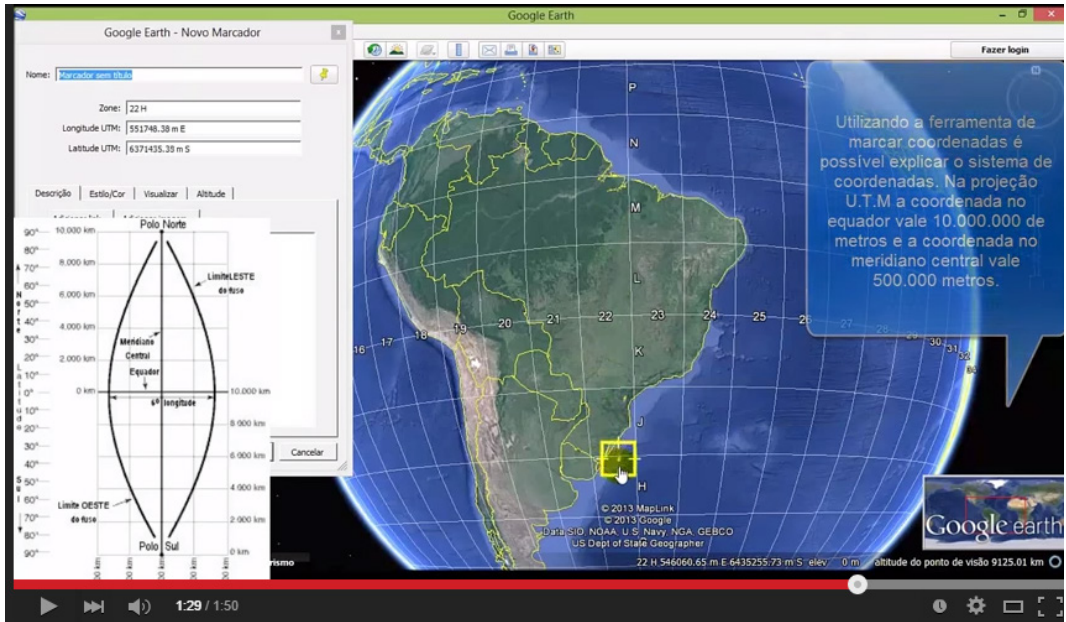 Google Earth
Google Earth - Novo Marcador
Nome: Marcador sem título
Zone: 22 H
Longitude UTM: 551748.38 m E
Latitude UTM: 6371435.39 m S
Descrição Estilo/Cor Visualizar Altitude
Cancelar
Fazer login
Utilizando a ferramenta de
marcar coordenadas é
possível explicar o sistema de
coordenadas. Na projeção
U.T.M a coordenada no
equador vale 10.000.000 de
metros e a coordenada no
meridiano central vale
500.000 metros.
Polo Norte
90° 10.000 km
80° 8.000 km
70°
60° 6.000 km
50°
40° 4.000 km
30°
20° 2.000 km
10°
0° 0 km
10°
20°
30°
40°
50°
60°
70°
80°
90°
Norte
Latitude
Sul
Limite LESTE
do fuso
Meridiano
Central
Equador
6º longitude
10.000 km
8.000 km
6.000 km
4.000 km
2.000 km
0 km
Limite OESTE
do fuso
Polo Sul
P
N
M
L
K
J
H
16 17 18 19 20 21 22 23 24 25 26 27 28 30 31 32
© 2013 MapLink
© 2013 Google
Data SIO, NOAA, U.S. Navy, NGA, GEBCO
US Dept of State Geographer
Google earth
22 H 546060.65 m E 6435255.73 m S elev 0 m altitude do ponto de visão 9125.01 km
1:29 / 1:50